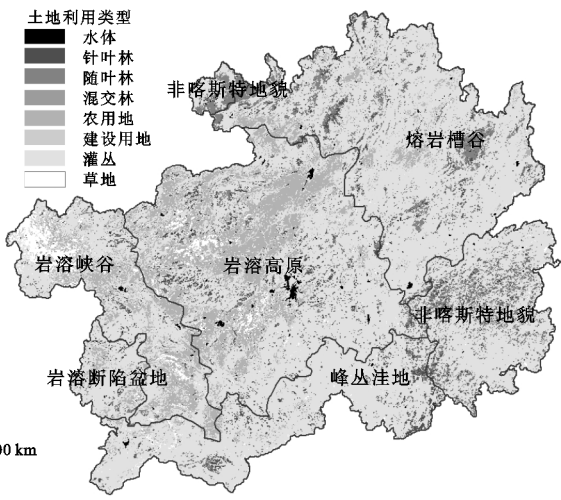 土地利用类型
水体
针叶林
随叶林
混交林
农用地
建设用地
灌丛
草地
非喀斯特地貌
熔岩槽谷
岩溶峡谷
岩溶高原
非喀斯特地貌
岩溶断陷盆地
峰丛洼地
00 km